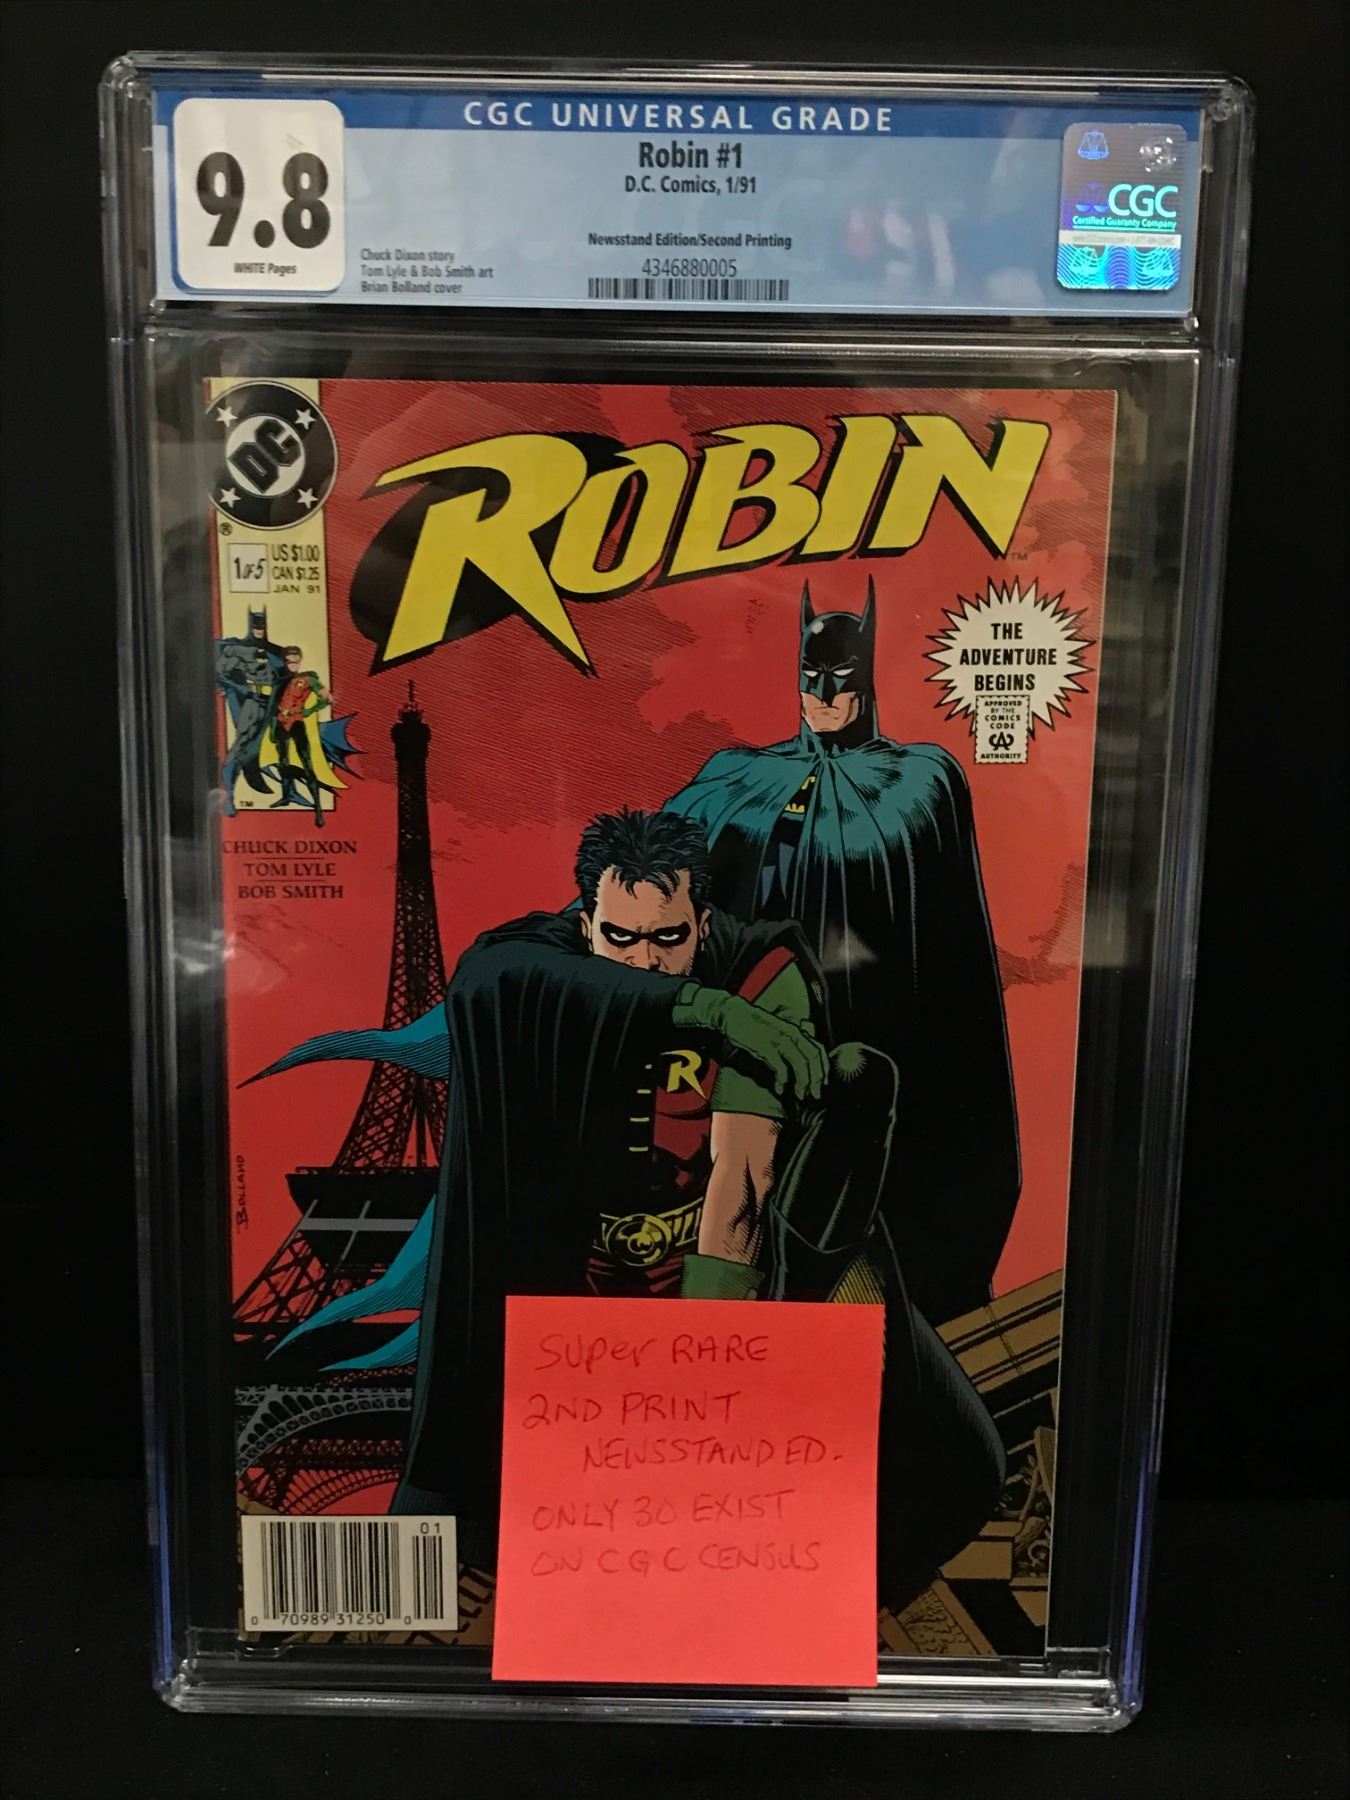 CGC UNIVERSAL GRADE
9.8
WHITE Pages
Robin #1
D.C. Comics, 1/91
Newsstand Edition/Second Printing
4346880005
Chuck Dixon story
Tom Lyle & Bob Smith art
Brian Bolland cover
CGC
Certified Guaranty Company
DC
®
ROBIN
TM
1 OF 5
US $1.00
CAN $1.25
JAN 91
THE
ADVENTURE
BEGINS
APPROVED
BY THE
COMICS
CODE
CA
AUTHORITY
TM
CHUCK DIXON
TOM LYLE
BOB SMITH
R
BOLLAND
SUPER RARE
2ND PRINT
NEWSSTAND ED.
ONLY 30 EXIST
ON CGC CENSUS
01
0 70989 31250 0